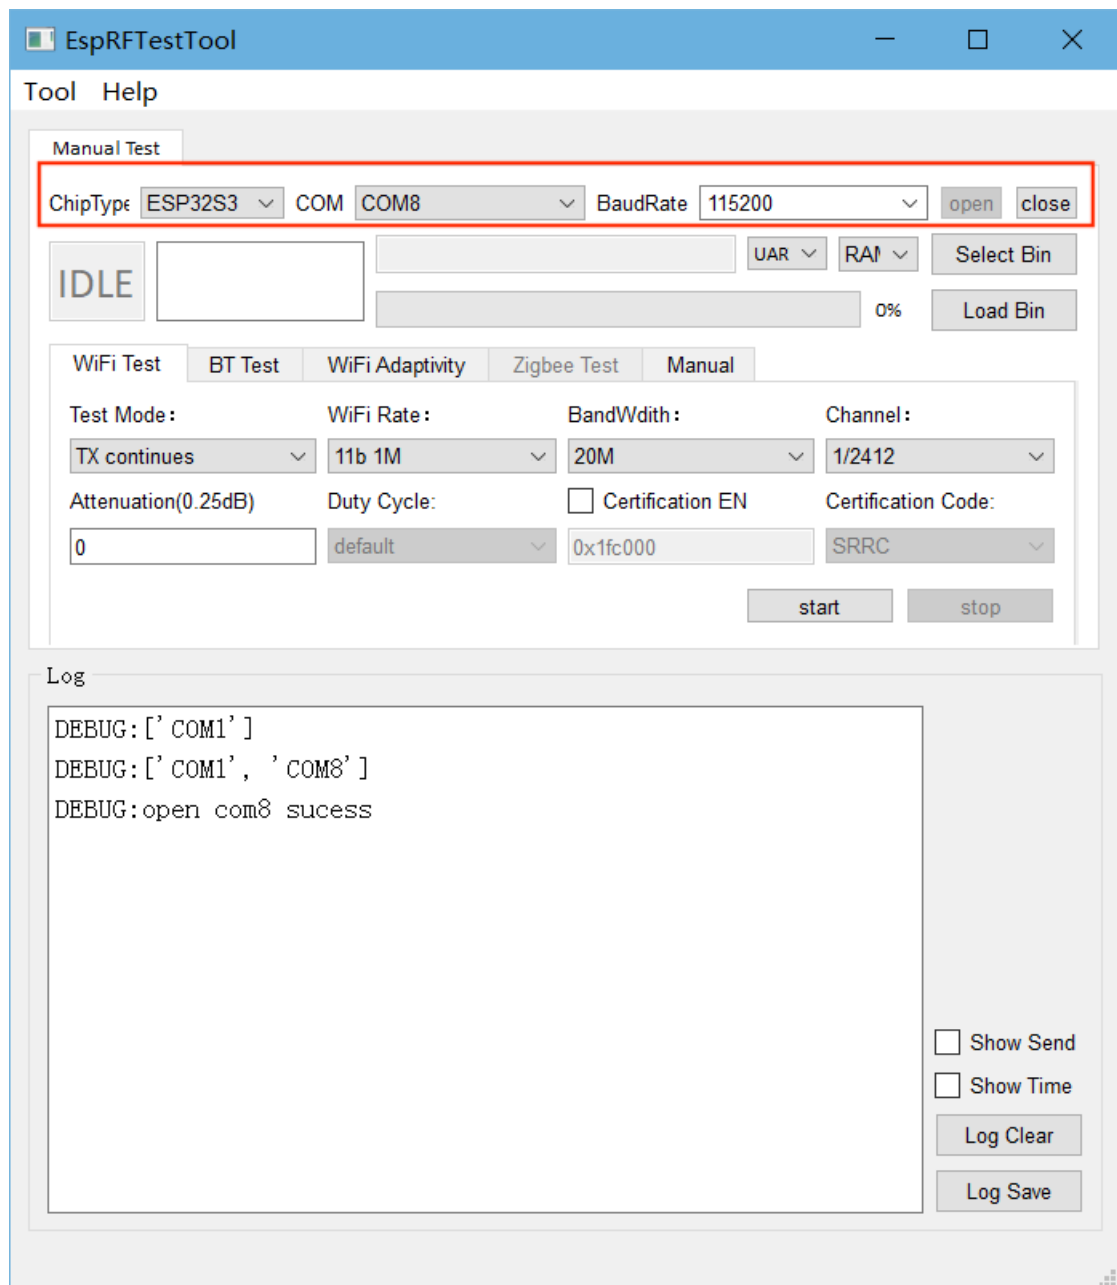 EspRFTestTool
Tool Help
Manual Test
ChipType ESP32S3 COM COM8 BaudRate 115200 open close
IDLE UAR RAM Select Bin
0% Load Bin
WiFi Test BT Test WiFi Adaptivity Zigbee Test Manual
Test Mode: WiFi Rate: BandWdith: Channel:
TX continues 11b 1M 20M 1/2412
Attenuation(0.25dB) Duty Cycle: Certification EN Certification Code:
0 default 0x1fc000 SRRC
start stop
Log
DEBUG:['COM1']
DEBUG:['COM1', 'COM8']
DEBUG:open com8 sucess
Show Send
Show Time
Log Clear
Log Save